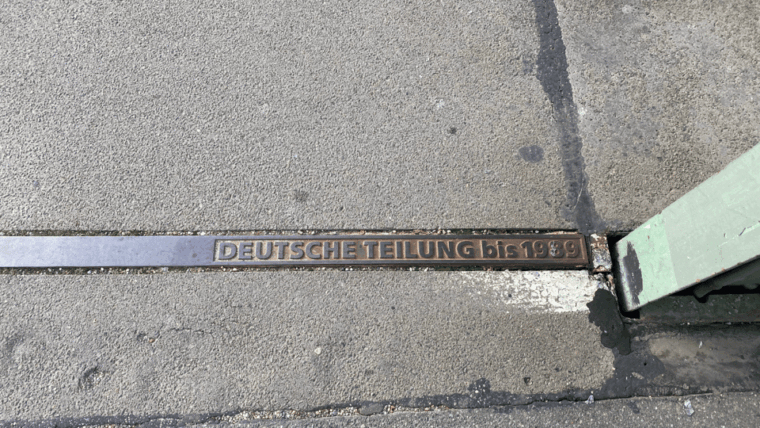 DEUTSCHE TEILUNG bis 1989